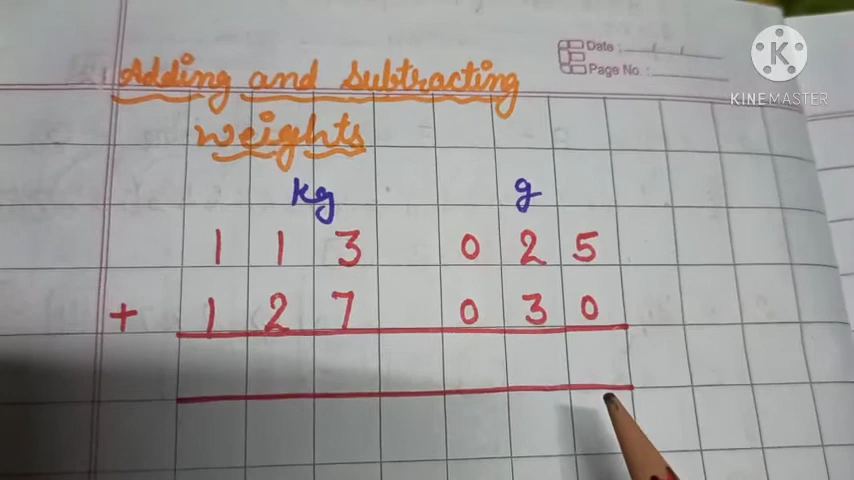 Date :
Page No. :
K
KINEMASTER
Adding and Subtracting
weights
kg g
1 1 3 0 2 5
+ 1 2 7 0 3 0